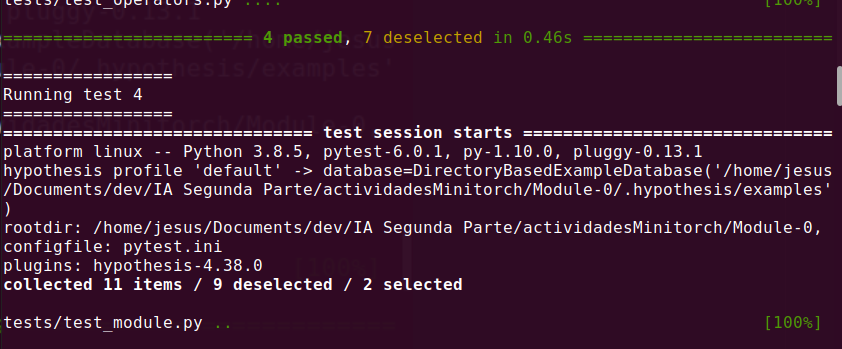 tests/test_operators.py .... [100%]
========================= 4 passed, 7 deselected in 0.46s =========================
=================
Running test 4
=================
=============================== test session starts ===============================
platform linux -- Python 3.8.5, pytest-6.0.1, py-1.10.0, pluggy-0.13.1
hypothesis profile 'default' -> database=DirectoryBasedExampleDatabase('/home/jesus
/Documents/dev/IA Segunda Parte/actividadesMinitorch/Module-0/.hypothesis/examples'
)
rootdir: /home/jesus/Documents/dev/IA Segunda Parte/actividadesMinitorch/Module-0,
configfile: pytest.ini
plugins: hypothesis-4.38.0
collected 11 items / 9 deselected / 2 selected
tests/test_module.py .. [100%]